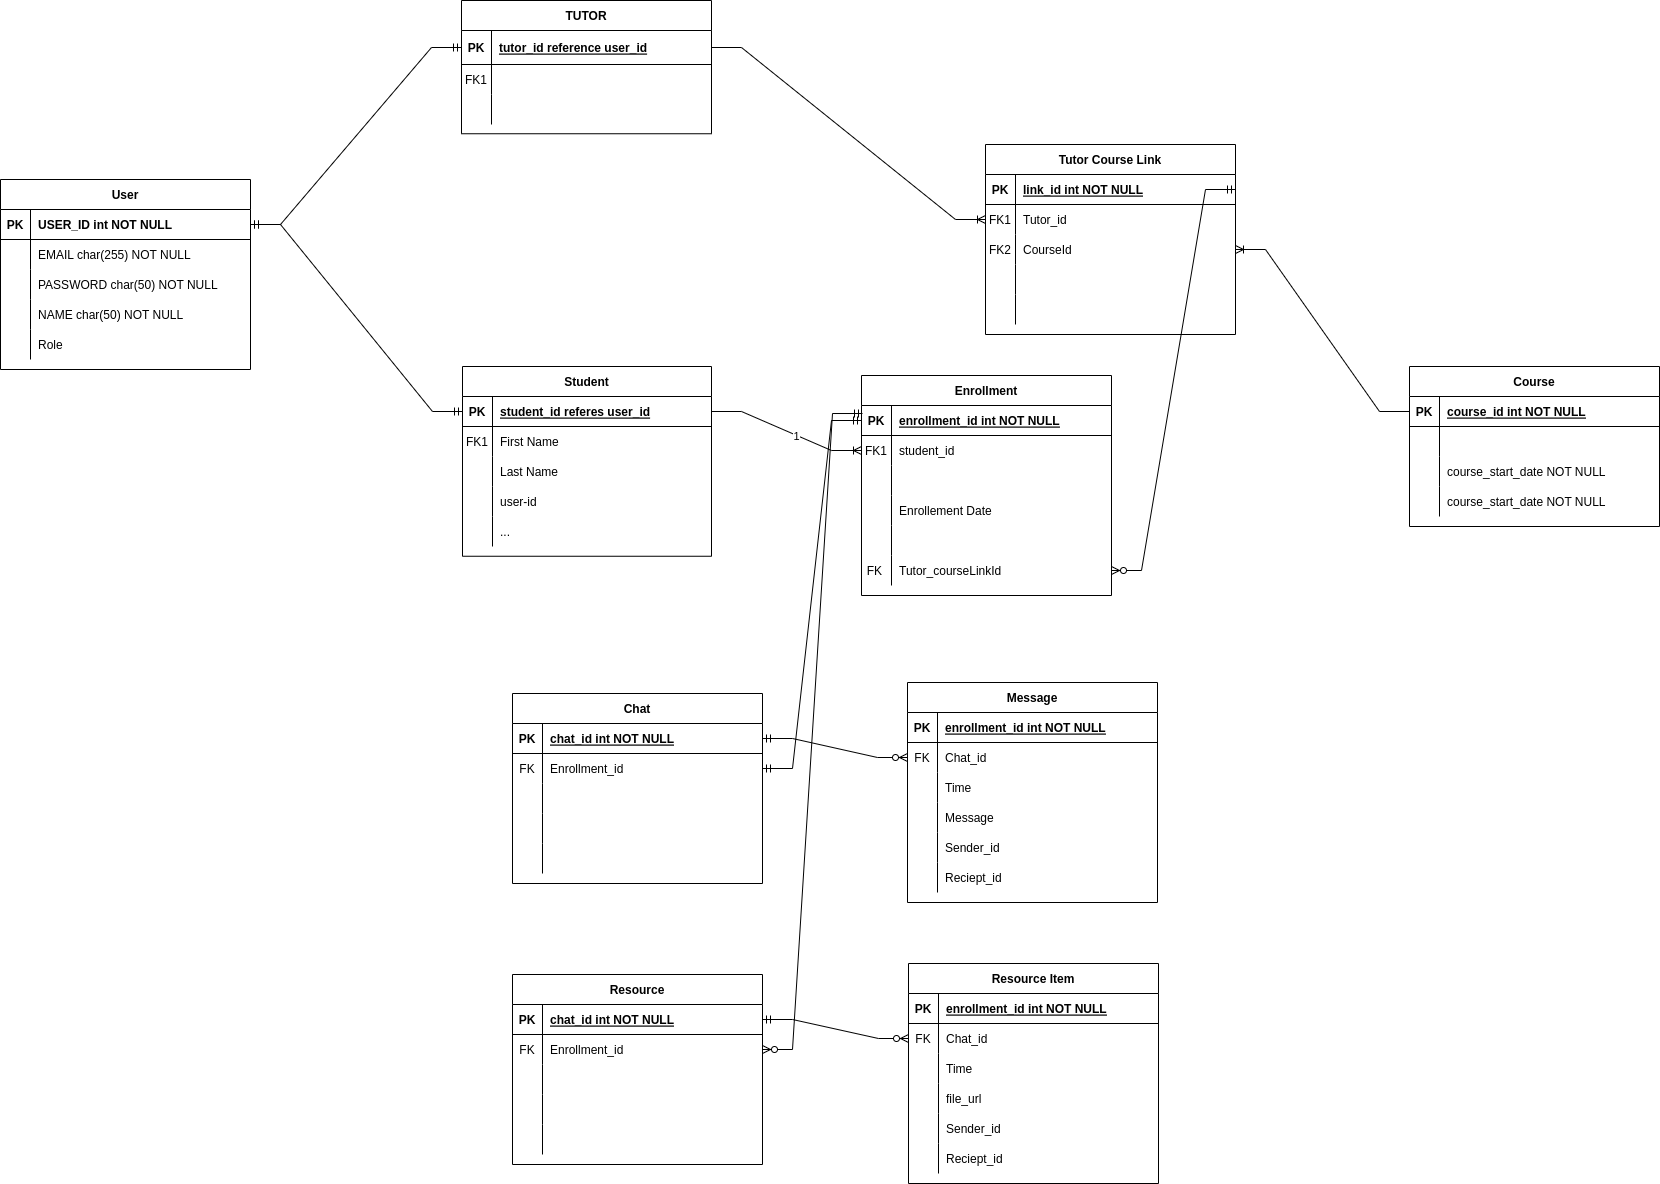 TUTOR
PK tutor_id reference user_id
FK1
User
PK USER_ID int NOT NULL
EMAIL char(255) NOT NULL
PASSWORD char(50) NOT NULL
NAME char(50) NOT NULL
Role
Tutor Course Link
PK link_id int NOT NULL
FK1 Tutor_id
FK2 CourseId
Student
PK student_id referes user_id
FK1 First Name
Last Name
user-id
...
1
Enrollment
PK enrollment_id int NOT NULL
FK1 student_id
Enrollement Date
FK Tutor_courseLinkId
Course
PK course_id int NOT NULL
course_start_date NOT NULL
course_start_date NOT NULL
Chat
PK chat_id int NOT NULL
FK Enrollment_id
Message
PK enrollment_id int NOT NULL
FK Chat_id
Time
Message
Sender_id
Reciept_id
Resource
PK chat_id int NOT NULL
FK Enrollment_id
Resource Item
PK enrollment_id int NOT NULL
FK Chat_id
Time
file_url
Sender_id
Reciept_id